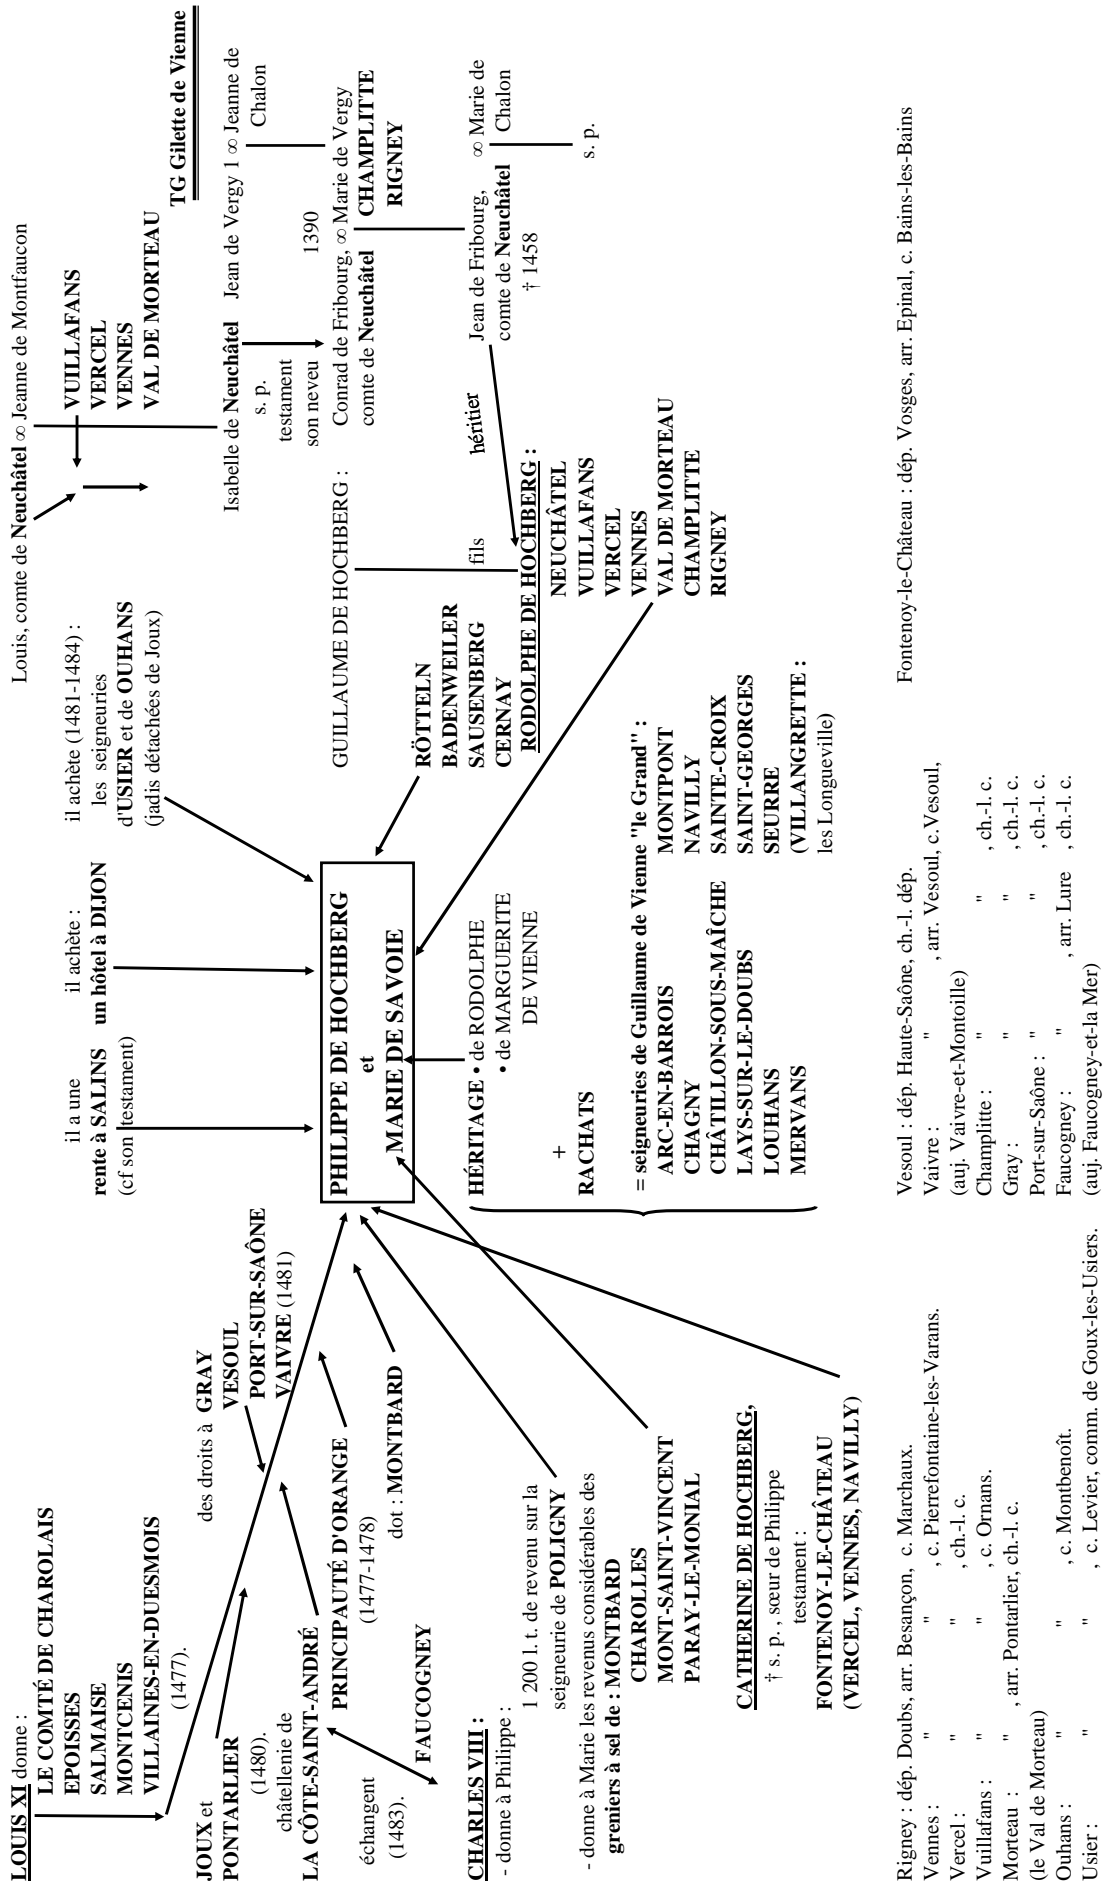 LOUIS XI donne :
LE COMTÉ DE CHAROLAIS
EPOISSES
SALMAISE
MONTCENIS
VILLAINES-EN-DUESMOIS
(1477).
JOUX et
PONTARLIER
(1480).
des droits à GRAY
VESOUL
PORT-SUR-SAÔNE
VAIVRE (1481)
châtellenie de
LA CÔTE-SAINT-ANDRÉ
PRINCIPAUTÉ D'ORANGE
(1477-1478)
dot : MONTBARD
échangent
(1483).
FAUCOGNEY
CHARLES VIII :
- donne à Philippe :
1 200 l. t. de revenu sur la
seigneurie de POLIGNY
- donne à Marie les revenus considérables des
greniers à sel de : MONTBARD
CHAROLLES
MONT-SAINT-VINCENT
PARAY-LE-MONIAL
CATHERINE DE HOCHBERG,
† s. p. , sœur de Philippe
testament :
FONTENOY-LE-CHÂTEAU
(VERCEL, VENNES, NAVILLY)
il a une
rente à SALINS
(cf son testament)
il achète :
un hôtel à DIJON
il achète (1481-1484) :
les seigneuries
d'USIER et de OUHANS
(jadis détachées de Joux)
PHILIPPE DE HOCHBERG
et
MARIE DE SAVOIE
HÉRITAGE • de RODOLPHE
• de MARGUERITE
DE VIENNE
+
RACHATS
= seigneuries de Guillaume de Vienne "le Grand" :
ARC-EN-BARROIS
CHAGNY
CHÂTILLON-SOUS-MAÎCHE
LAYS-SUR-LE-DOUBS
LOUHANS
MERVANS
MONTPONT
NAVILLY
SAINTE-CROIX
SAINT-GEORGES
SEURRE
(VILLANGRETTE :
les Longueville)
Louis, comte de Neuchâtel ∞ Jeanne de Montfaucon
VUILLAFANS
VERCEL
VENNES
VAL DE MORTEAU
TG Gilette de Vienne
Isabelle de Neuchâtel
s. p.
testament
son neveu
Jean de Vergy 1 ∞ Jeanne de
Chalon
1390
Conrad de Fribourg, ∞ Marie de Vergy
comte de Neuchâtel
CHAMPLITTE
RIGNEY
Jean de Fribourg, ∞ Marie de
comte de Neuchâtel Chalon
† 1458
s. p.
héritier
GUILLAUME DE HOCHBERG :
fils
RÖTTELN
BADENWEILER
SAUSENBERG
CERNAY
RODOLPHE DE HOCHBERG :
NEUCHÂTEL
VUILLAFANS
VERCEL
VENNES
VAL DE MORTEAU
CHAMPLITTE
RIGNEY
Rigney : dép. Doubs, arr. Besançon, c. Marchaux.
Vennes : " " , c. Pierrefontaine-les-Varans.
Vercel : " " , ch.-l. c.
Vuillafans : " " , c. Ornans.
Morteau : " , arr. Pontarlier, ch.-l. c.
(le Val de Morteau)
Ouhans : " " , c. Montbenoît.
Usier : " " , c. Levier, comm. de Goux-les-Usiers.
Vesoul : dép. Haute-Saône, ch.-l. dép.
Vaivre : " , arr. Vesoul, c.Vesoul,
(auj. Vaivre-et-Montoille)
Champlitte : " " , ch.-l. c.
Gray : " " , ch.-l. c.
Port-sur-Saône : " " , ch.-l. c.
Faucogney : " , arr. Lure , ch.-l. c.
(auj. Faucogney-et-la Mer)
Fontenoy-le-Château : dép. Vosges, arr. Epinal, c. Bains-les-Bains